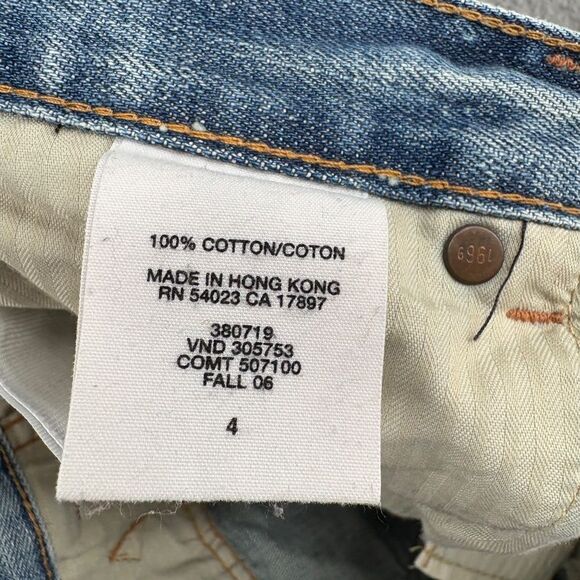 100% COTTON/COTON
MADE IN HONG KONG
RN 54023 CA 17897
380719
VND 305753
COMT 507100
FALL 06
4
1969